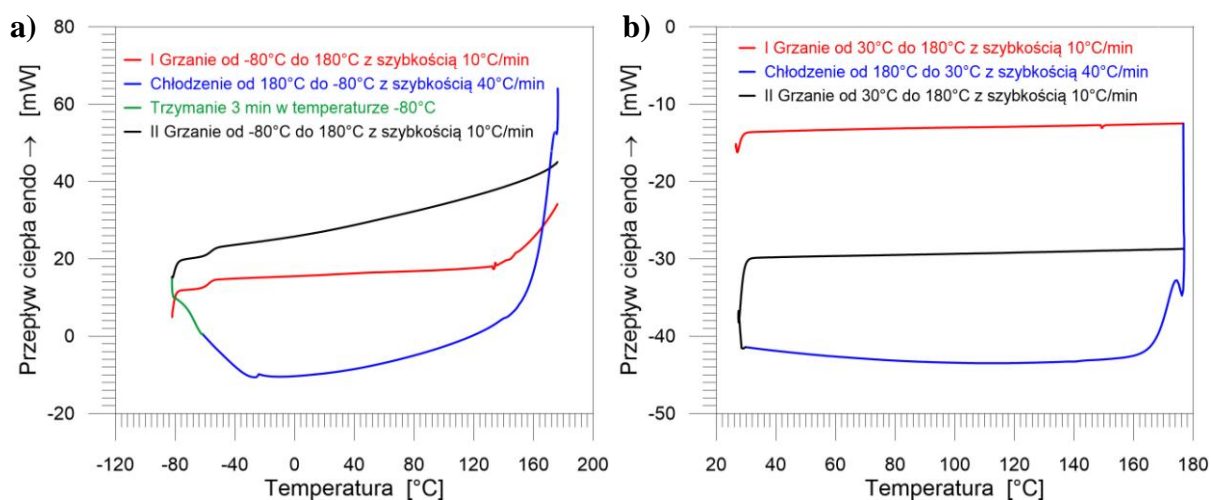 a)
I Grzanie od -80°C do 180°C z szybkością 10°C/min
Chłodzenie od 180°C do -80°C z szybkością 40°C/min
Trzymanie 3 min w temperaturze -80°C
II Grzanie od -80°C do 180°C z szybkością 10°C/min
Przepływ ciepła endo → [mW]
80
60
40
20
0
-20
-120 -80 -40 0 40 80 120 160 200
Temperatura [°C]
b)
I Grzanie od 30°C do 180°C z szybkością 10°C/min
Chłodzenie od 180°C do 30°C z szybkością 40°C/min
II Grzanie od 30°C do 180°C z szybkością 10°C/min
Przepływ ciepła endo → [mW]
0
-10
-20
-30
-40
-50
20 40 60 80 100 120 140 160 180
Temperatura [°C]